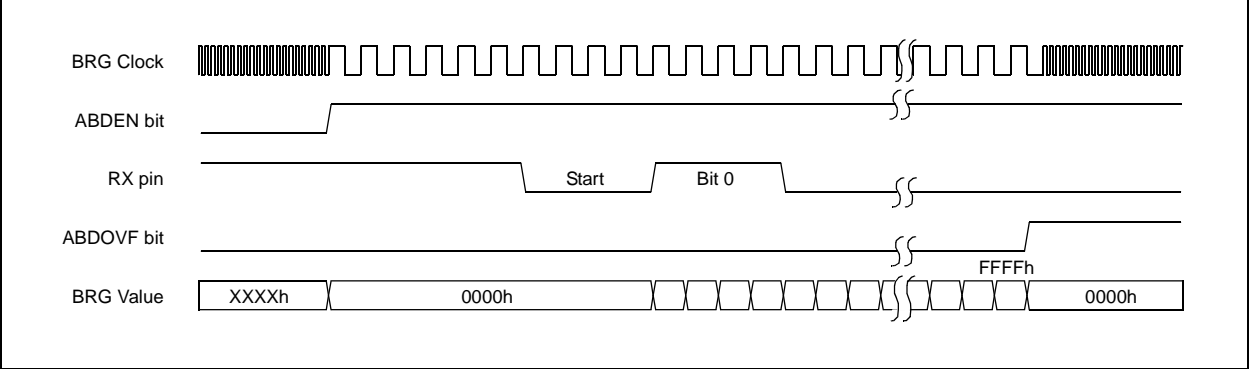 BRG Clock
ABDEN bit
RX pin
Start
Bit 0
ABDOVF bit
FFFFh
BRG Value
XXXXh
0000h
0000h